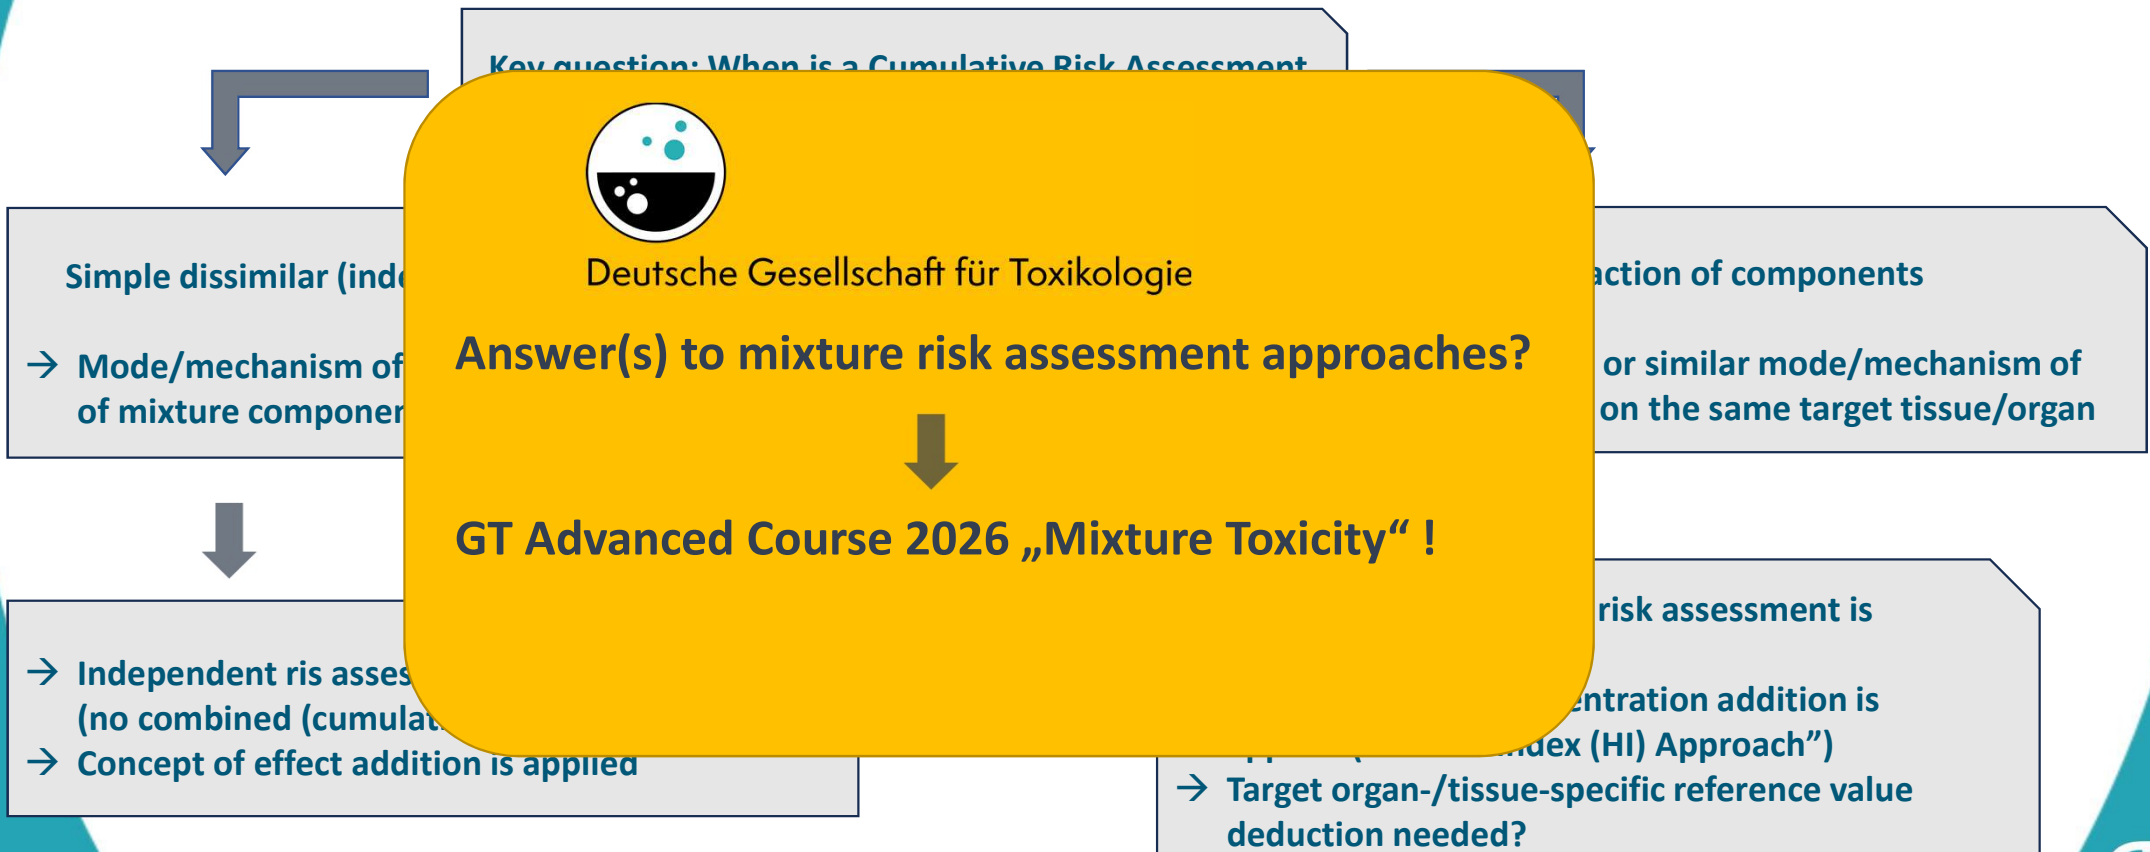 Key question: When is a Cumulative Risk Assessment
Simple dissimilar (inde
→ Mode/mechanism of
of mixture componen
Deutsche Gesellschaft für Toxikologie
Answer(s) to mixture risk assessment approaches?
GT Advanced Course 2026 „Mixture Toxicity“ !
action of components
or similar mode/mechanism of
on the same target tissue/organ
→ Independent ris asses
(no combined (cumulat
→ Concept of effect addition is applied
risk assessment is
entration addition is
ndex (HI) Approach”)
→ Target organ-/tissue-specific reference value
deduction needed?